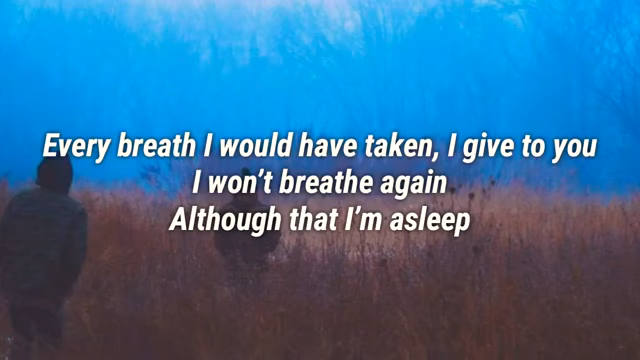 Every breath I would have taken, I give to you
I won’t breathe again
Although that I’m asleep